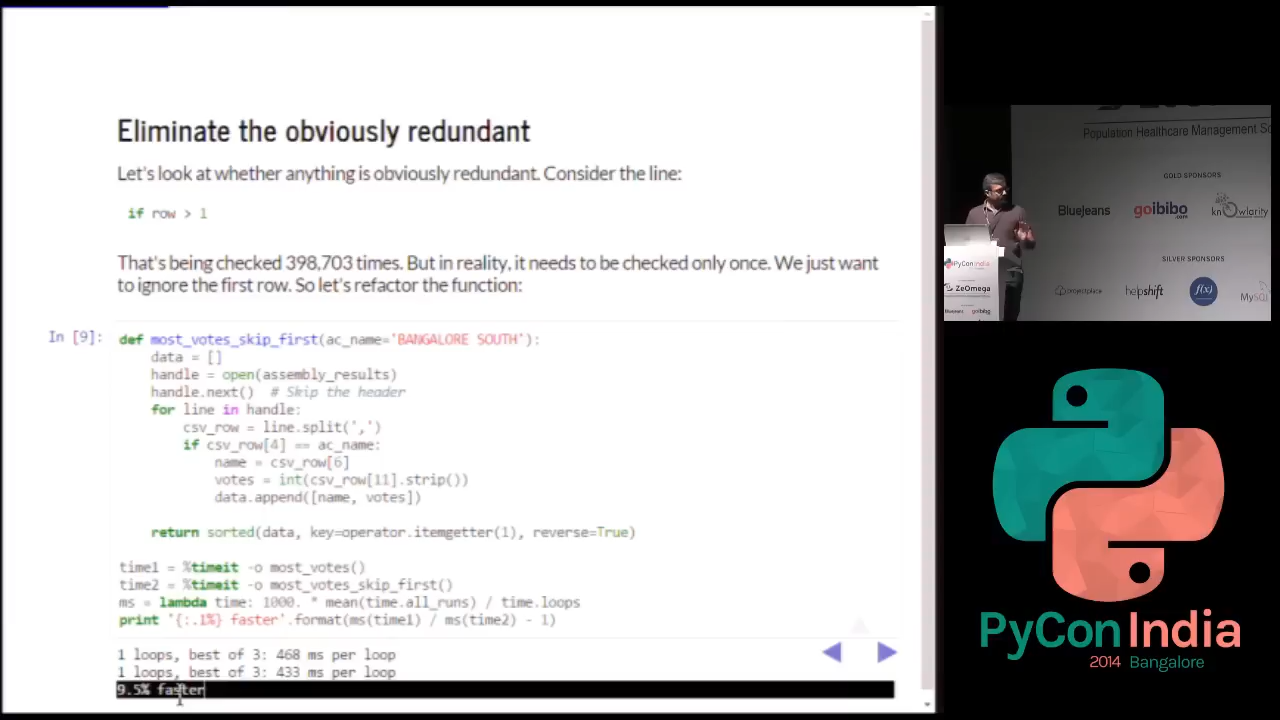 Eliminate the obviously redundant
Let's look at whether anything is obviously redundant. Consider the line:
if row > 1
That's being checked 398,703 times. But in reality, it needs to be checked only once. We just want
to ignore the first row. So let's refactor the function:
In [9]:
def most_votes_skip_first(ac_name='BANGALORE SOUTH'):
data = []
handle = open(assembly_results)
handle.next()  # Skip the header
for line in handle:
csv_row = line.split(',')
if csv_row[4] == ac_name:
name = csv_row[6]
votes = int(csv_row[11].strip())
data.append([name, votes])
return sorted(data, key=operator.itemgetter(1), reverse=True)
time1 = %timeit -o most_votes()
time2 = %timeit -o most_votes_skip_first()
ms = lambda time: 1000. * mean(time.all_runs) / time.loops
print '{:.1%} faster'.format(ms(time1) / ms(time2) - 1)
1 loops, best of 3: 468 ms per loop
1 loops, best of 3: 433 ms per loop
9.5% faster
Population Healthcare Management So
GOLD SPONSORS
BlueJeans
goibibo.com
knowlarity
SILVER SPONSORS
projectplace
helpshift
f(x)
MySQL
PyCon India
ZeOmega
goibibo
PyCon India
2014 Bangalore